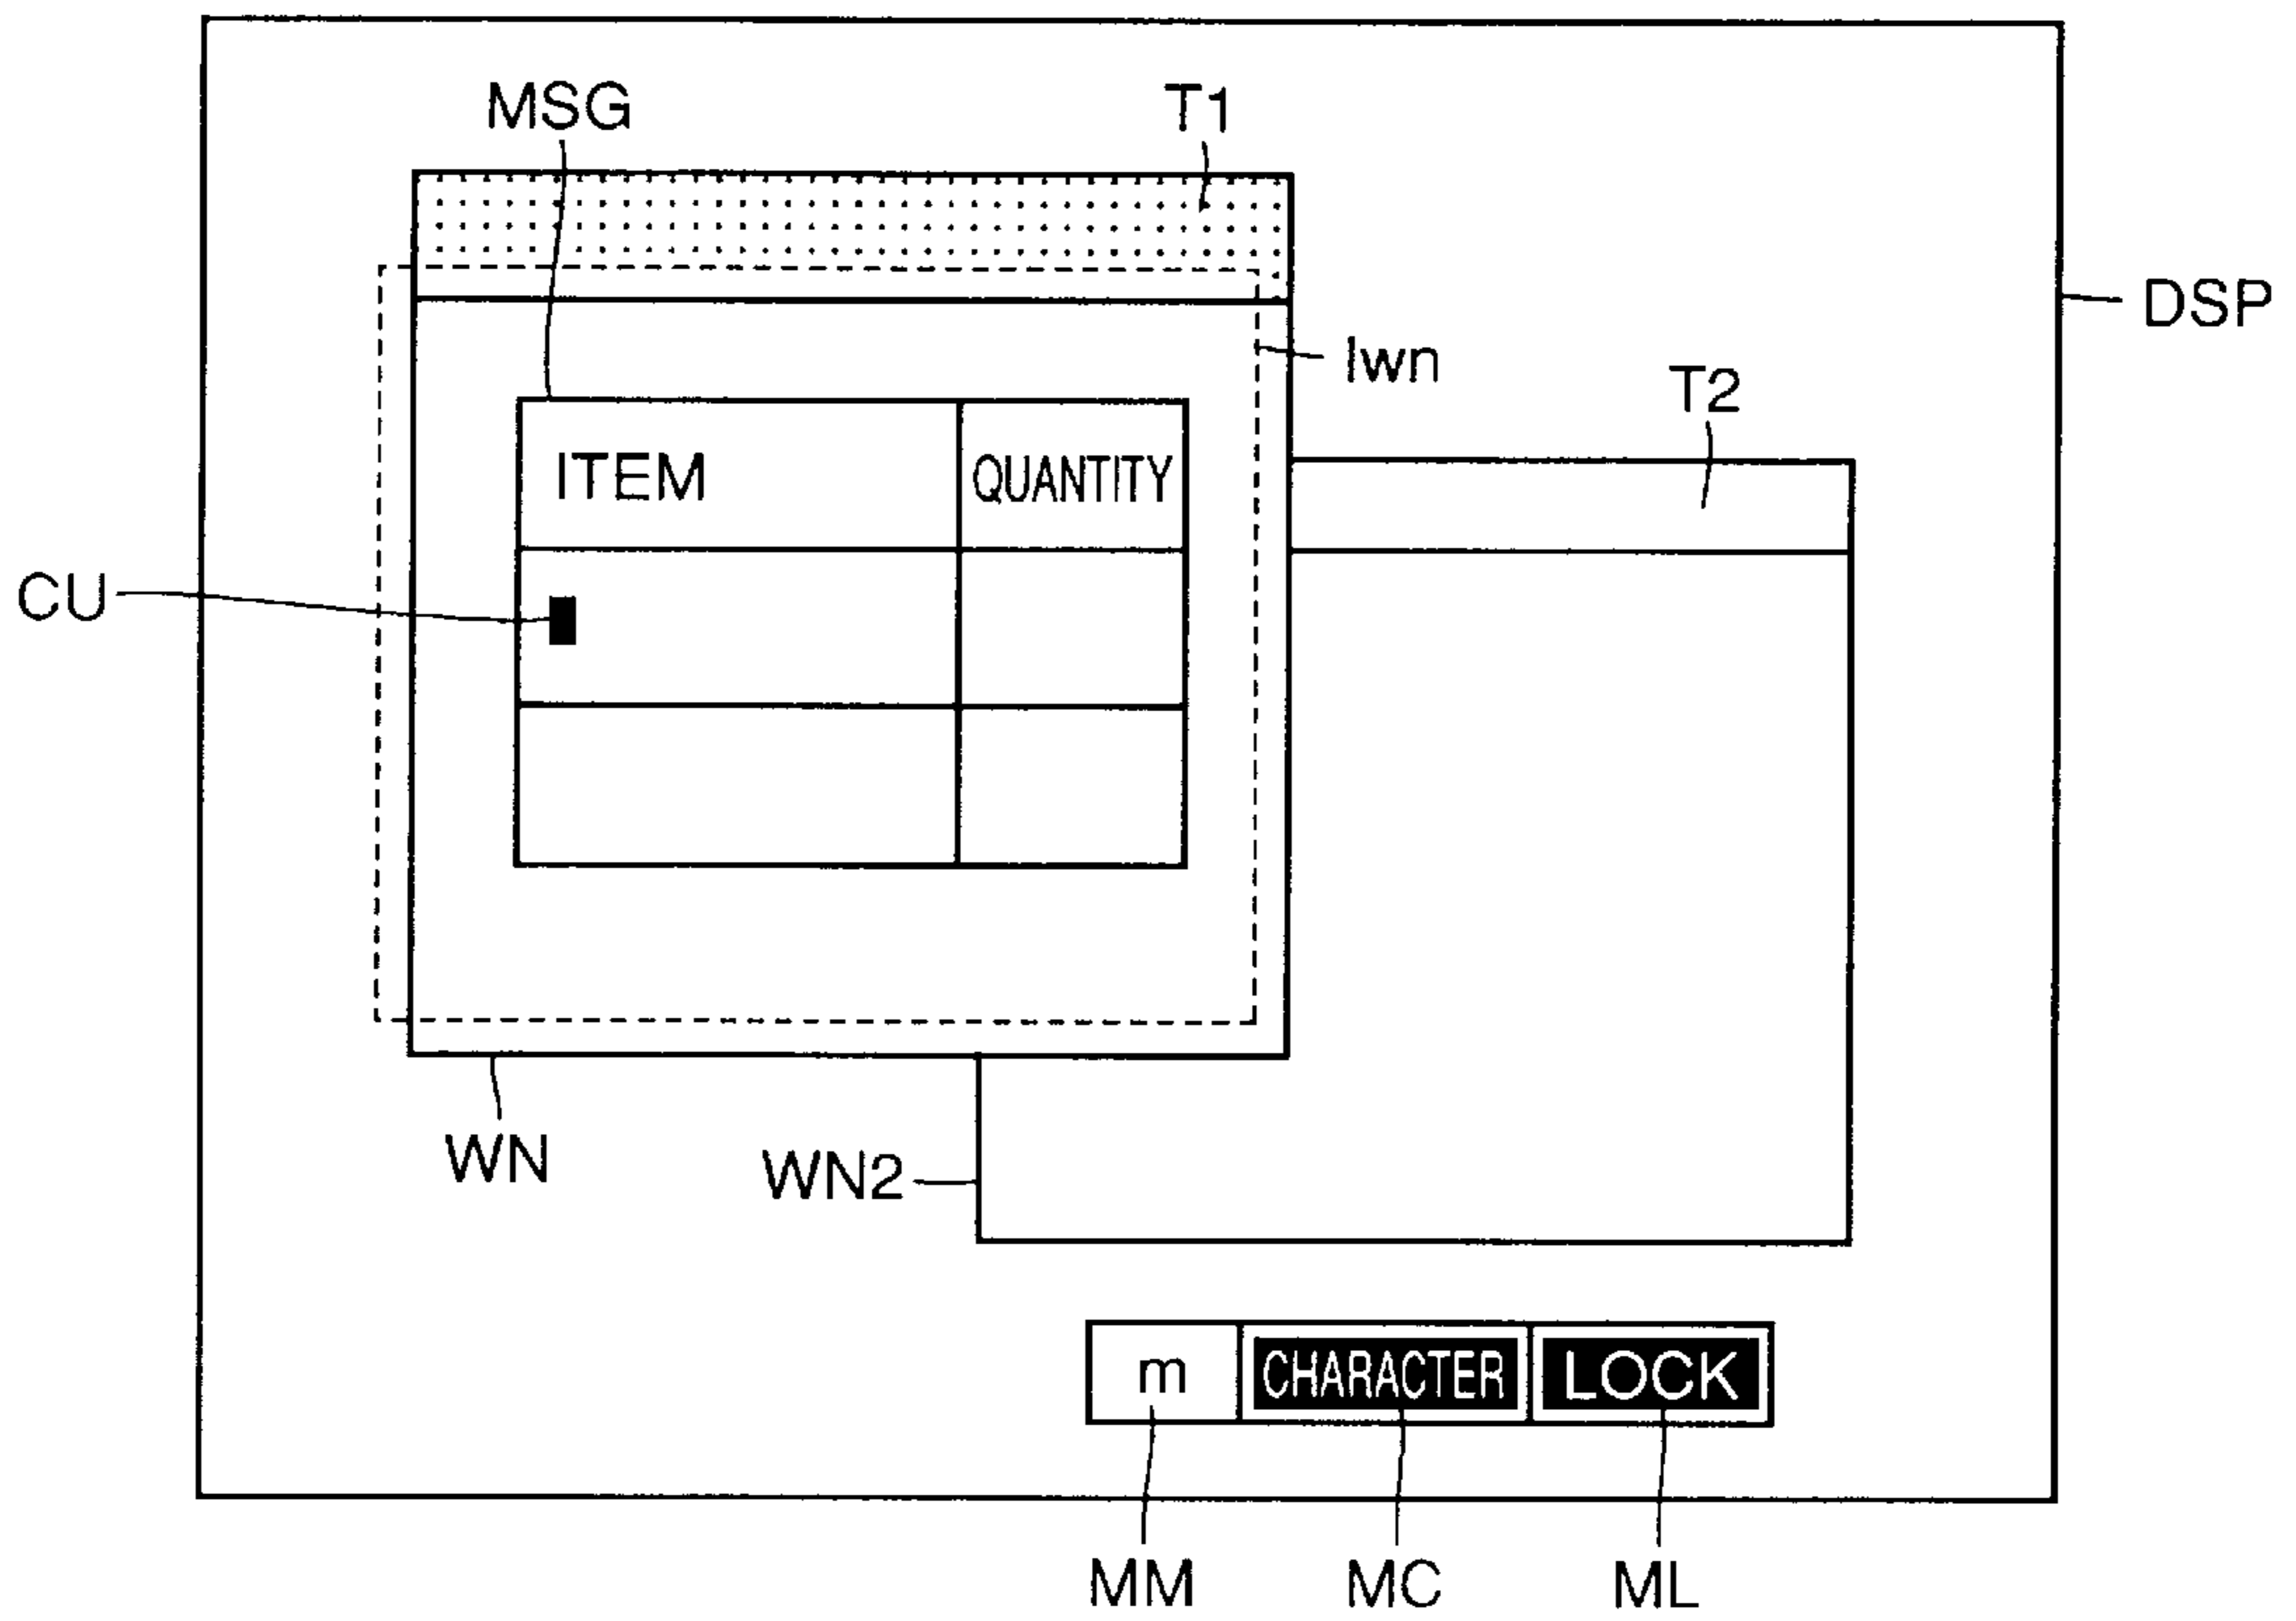 MSG
T1
DSP
Iwn
T2
ITEM QUANTITY
CU
WN
WN2
m CHARACTER LOCK
MM MC ML